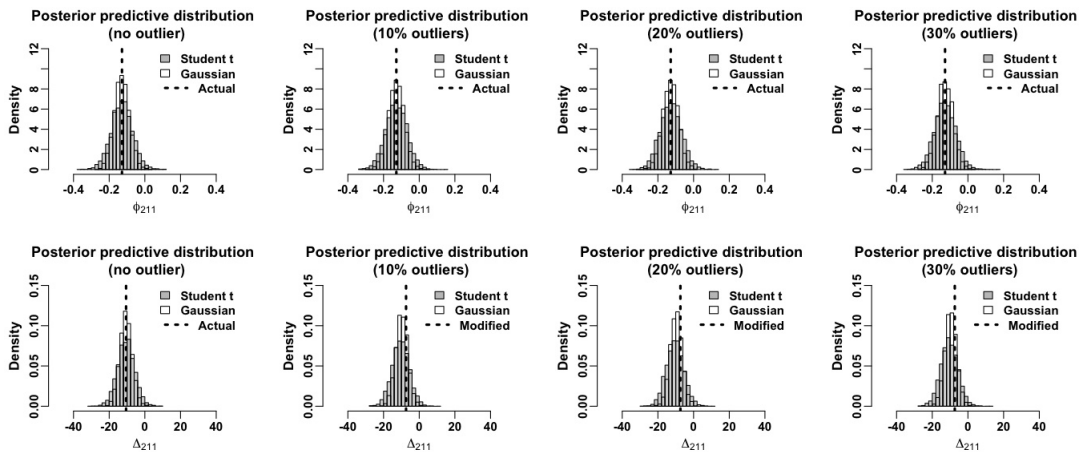 Posterior predictive distribution
(no outlier)
Density
12
8
6
4
2
0
Student t
Gaussian
Actual
-0.4 -0.2 0.0 0.2 0.4
ϕ211
Posterior predictive distribution
(10% outliers)
Density
12
8
6
4
2
0
Student t
Gaussian
Actual
-0.4 -0.2 0.0 0.2 0.4
ϕ211
Posterior predictive distribution
(20% outliers)
Density
12
8
6
4
2
0
Student t
Gaussian
Actual
-0.4 -0.2 0.0 0.2 0.4
ϕ211
Posterior predictive distribution
(30% outliers)
Density
12
8
6
4
2
0
Student t
Gaussian
Actual
-0.4 -0.2 0.0 0.2 0.4
ϕ211
Posterior predictive distribution
(no outlier)
Density
0.15
0.10
0.05
0.00
Student t
Gaussian
Actual
-40 -20 0 20 40
Δ211
Posterior predictive distribution
(10% outliers)
Density
0.15
0.10
0.05
0.00
Student t
Gaussian
Modified
-40 -20 0 20 40
Δ211
Posterior predictive distribution
(20% outliers)
Density
0.15
0.10
0.05
0.00
Student t
Gaussian
Modified
-40 -20 0 20 40
Δ211
Posterior predictive distribution
(30% outliers)
Density
0.15
0.10
0.05
0.00
Student t
Gaussian
Modified
-40 -20 0 20 40
Δ211